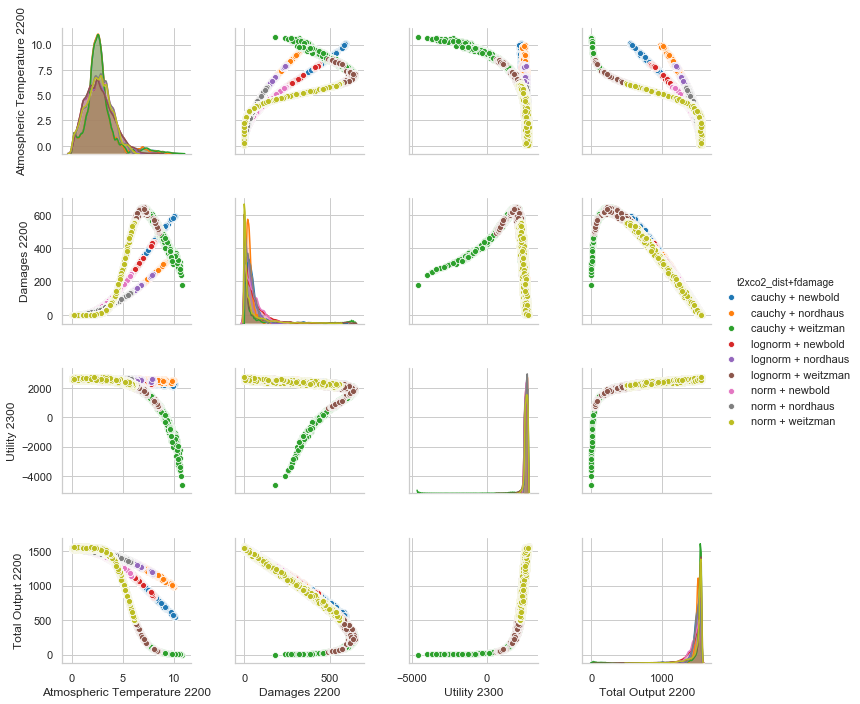 Atmospheric Temperature 2200
10.0
7.5
5.0
2.5
0.0
Damages 2200
600
400
200
0
Utility 2300
2000
0
−2000
−4000
Total Output 2200
1500
1000
500
0
0 5 10
Atmospheric Temperature 2200
0 500
Damages 2200
−5000 0
Utility 2300
0 1000
Total Output 2200
t2xco2_dist+fdamage
cauchy + newbold
cauchy + nordhaus
cauchy + weitzman
lognorm + newbold
lognorm + nordhaus
lognorm + weitzman
norm + newbold
norm + nordhaus
norm + weitzman